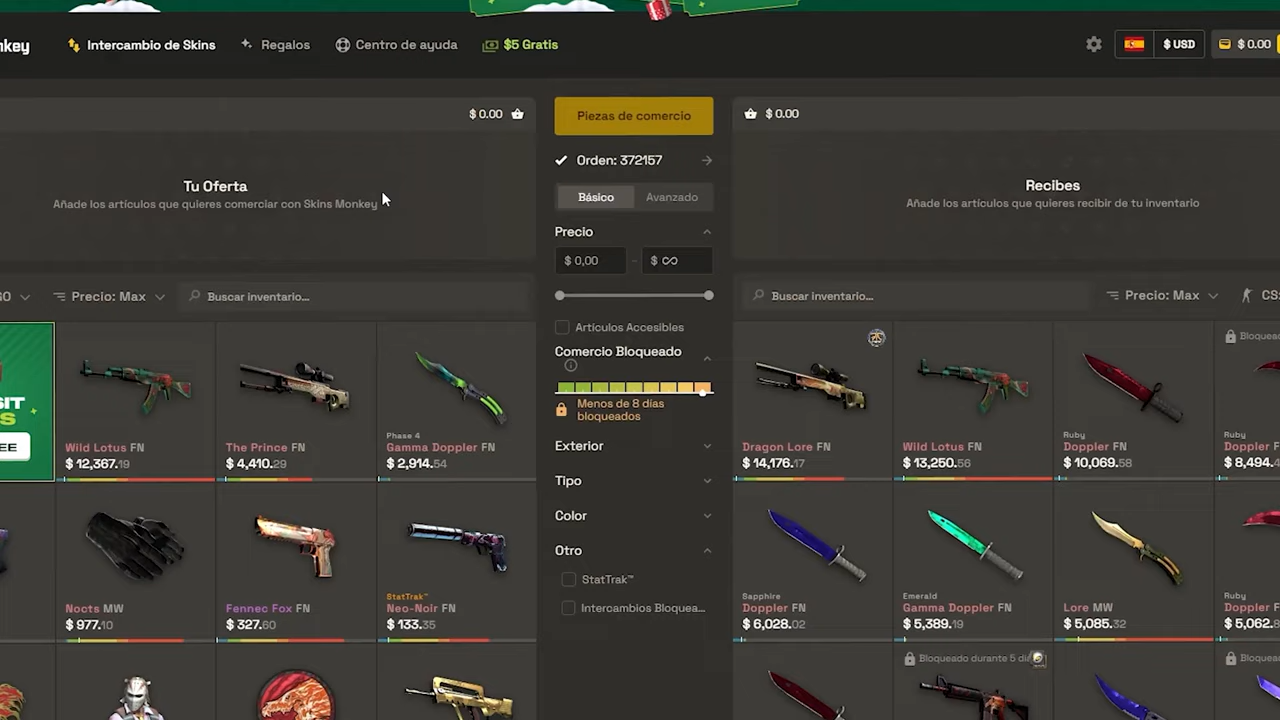 nkey
Intercambio de Skins
Regalos
Centro de ayuda
$5 Gratis
$ USD
$ 0.00
$ 0.00
Piezas de comercio
$ 0.00
Orden: 372157
Tu Oferta
Añade los artículos que quieres comerciar con Skins Monkey
Básico
Avanzado
Recibes
Añade los artículos que quieres recibir de tu inventario
Precio
$ 0,00
-
$ ∞
GO
Precio: Max
Buscar inventario...
Buscar inventario...
Precio: Max
CS:
Artículos Accesibles
Comercio Bloqueado
Menos de 8 días
bloqueados
Exterior
Tipo
Color
Otro
StatTrak™
Intercambios Bloquea...
SIT
S
EE
Wild Lotus FN
$ 12,367.19
The Prince FN
$ 4,410.29
Phase 4
Gamma Doppler FN
$ 2,914.54
Nocts MW
$ 977.10
Fennec Fox FN
$ 327.60
StatTrak™
Neo-Noir FN
$ 133.35
Dragon Lore FN
$ 14,176.17
Wild Lotus FN
$ 13,250.56
Ruby
Doppler FN
$ 10,069.58
Bloquea
Ruby
Doppler F
$ 8,494.
Sapphire
Doppler FN
$ 6,028.02
Emerald
Gamma Doppler FN
$ 5,389.19
Lore MW
$ 5,085.32
Ruby
Doppler F
$ 5,062.8
Bloqueado durante 5 dí
Bloquea